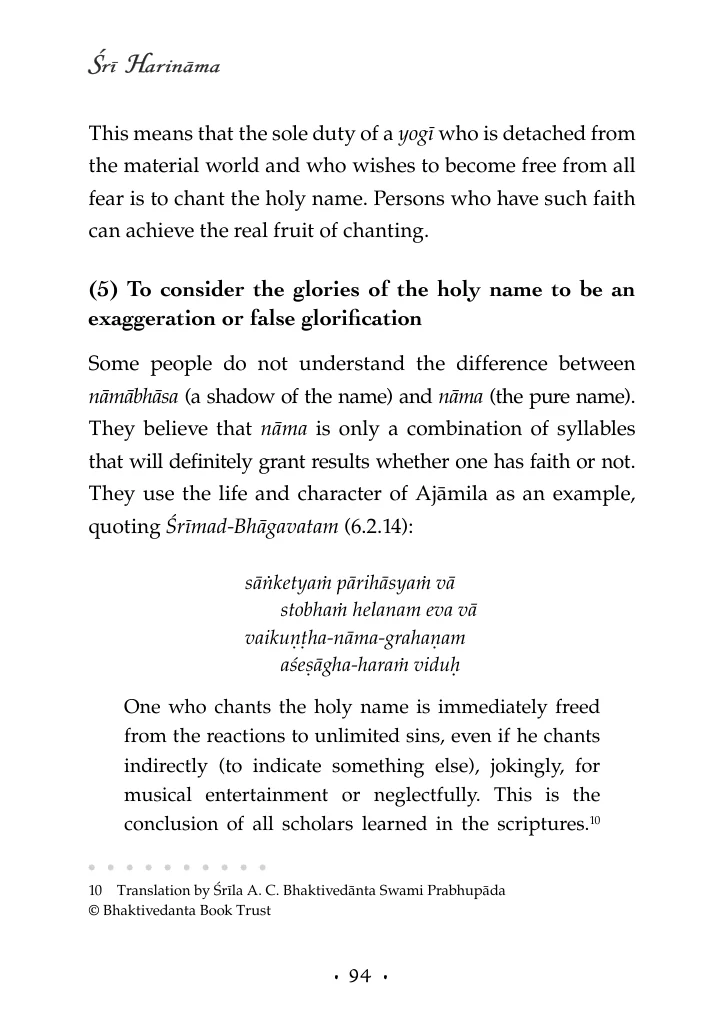 Śrī Harināma
This means that the sole duty of a yogī who is detached from
the material world and who wishes to become free from all
fear is to chant the holy name. Persons who have such faith
can achieve the real fruit of chanting.
(5) To consider the glories of the holy name to be an
exaggeration or false glorification
Some people do not understand the difference between
nāmābhāsa (a shadow of the name) and nāma (the pure name).
They believe that nāma is only a combination of syllables
that will definitely grant results whether one has faith or not.
They use the life and character of Ajāmila as an example,
quoting Śrīmad-Bhāgavatam (6.2.14):
sāṅketyaṁ pārihāsyaṁ vā
stobhaṁ helanam eva vā
vaikuṇṭha-nāma-grahaṇam
aśeṣāgha-haraṁ viduḥ
One who chants the holy name is immediately freed
from the reactions to unlimited sins, even if he chants
indirectly (to indicate something else), jokingly, for
musical entertainment or neglectfully. This is the
conclusion of all scholars learned in the scriptures.10
10 Translation by Śrīla A. C. Bhaktivedānta Swami Prabhupāda
© Bhaktivedanta Book Trust
• 94 •